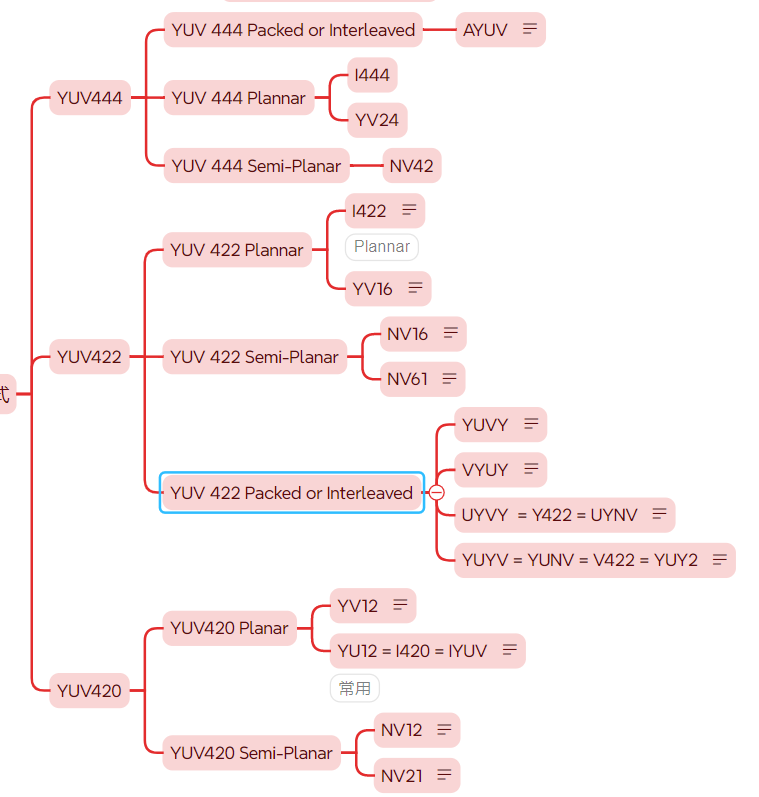 YUV 444 Packed or Interleaved
AYUV
YUV444
YUV 444 Plannar
I444
YV24
YUV 444 Semi-Planar
NV42
YUV 422 Plannar
I422
Plannar
YV16
YUV422
YUV 422 Semi-Planar
NV16
NV61
式
YUV 422 Packed or Interleaved
YUVY
VYUY
UYVY = Y422 = UYNV
YUYV = YUNV = V422 = YUY2
YUV420
YUV420 Planar
YV12
YU12 = I420 = IYUV
常用
YUV420 Semi-Planar
NV12
NV21